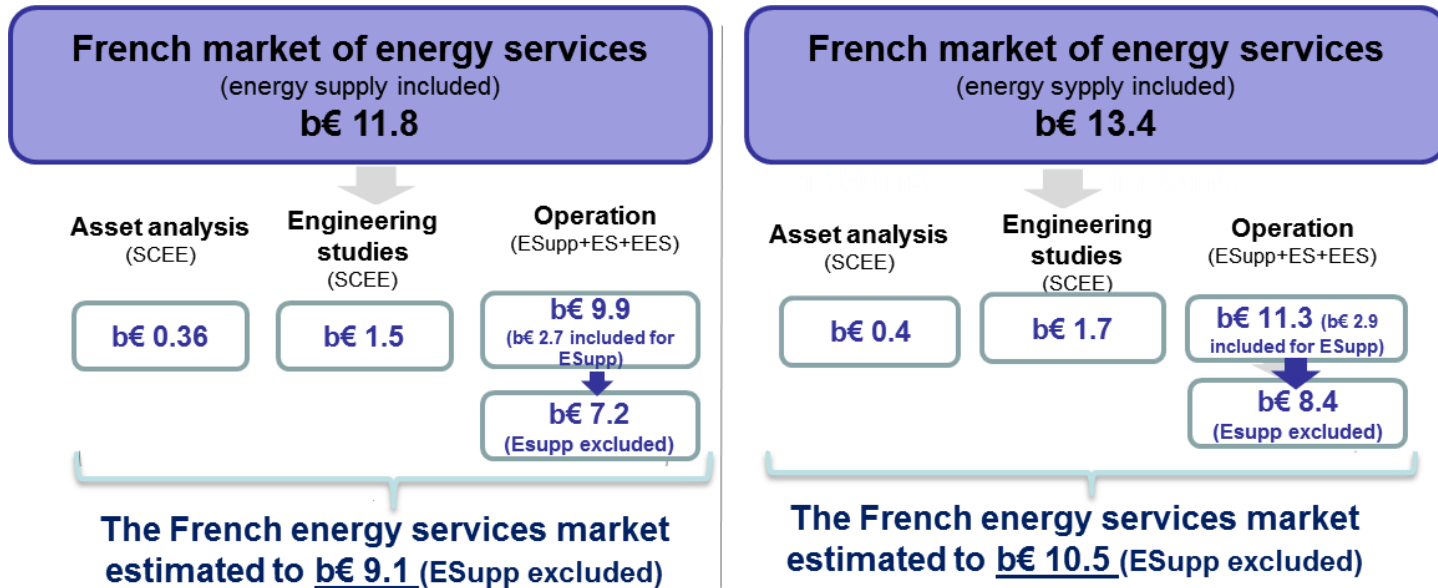 French market of energy services
(energy supply included)
b€ 11.8
Asset analysis
(SCEE)
Engineering
studies
(SCEE)
Operation
(ESupp+ES+EES)
b€ 0.36
b€ 1.5
b€ 9.9
(b€ 2.7 included for
ESupp)
b€ 7.2
(Esupp excluded)
The French energy services market
estimated to b€ 9.1 (ESupp excluded)
French market of energy services
(energy sypply included)
b€ 13.4
Asset analysis
(SCEE)
Engineering
studies
(SCEE)
Operation
(ESupp+ES+EES)
b€ 0.4
b€ 1.7
b€ 11.3 (b€ 2.9
included for ESupp)
b€ 8.4
(Esupp excluded)
The French energy services market
estimated to b€ 10.5 (ESupp excluded)